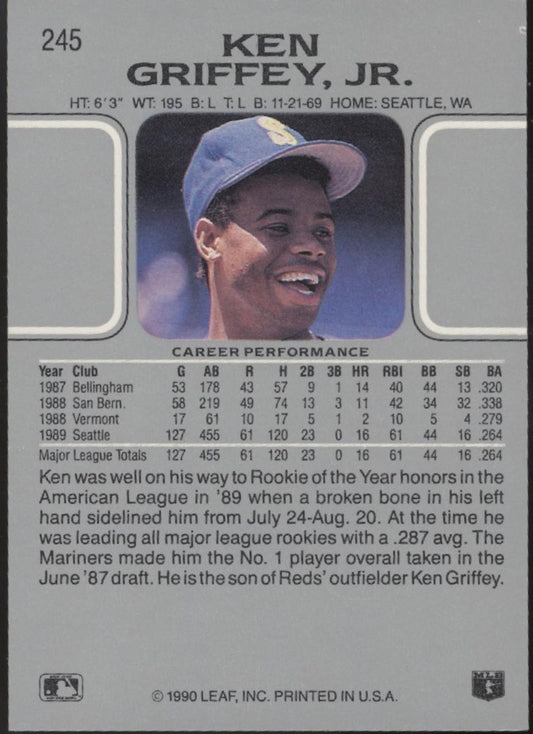 245
KEN
GRIFFEY, JR.
HT: 6'3" WT: 195 B: L T: L B: 11-21-69 HOME: SEATTLE, WA
S
CAREER PERFORMANCE
Year Club G AB R H 2B 3B HR RBI BB SB BA
1987 Bellingham 53 178 43 57 9 1 14 40 44 13 .320
1988 San Bern. 58 219 49 74 13 3 11 42 34 32 .338
1988 Vermont 17 61 10 17 5 1 2 10 5 4 .279
1989 Seattle 127 455 61 120 23 0 16 61 44 16 .264
Major League Totals 127 455 61 120 23 0 16 61 44 16 .264
Ken was well on his way to Rookie of the Year honors in the
American League in '89 when a broken bone in his left
hand sidelined him from July 24-Aug. 20. At the time he
was leading all major league rookies with a .287 avg. The
Mariners made him the No. 1 player overall taken in the
June '87 draft. He is the son of Reds' outfielder Ken Griffey.
© 1990 LEAF, INC. PRINTED IN U.S.A.
MLB